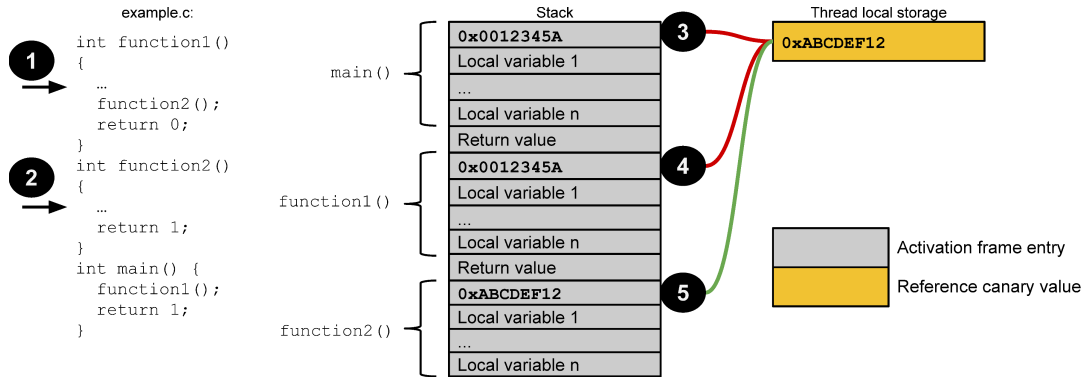 example.c:
int function1()
{
…
function2();
return 0;
}
int function2()
{
…
return 1;
}
int main() {
function1();
return 1;
}
1
2
Stack
main()
0x0012345A
Local variable 1
...
Local variable n
Return value
function1()
0x0012345A
Local variable 1
...
Local variable n
Return value
function2()
0xABCDEF12
Local variable 1
...
Local variable n
3
4
5
Thread local storage
0xABCDEF12
Activation frame entry
Reference canary value